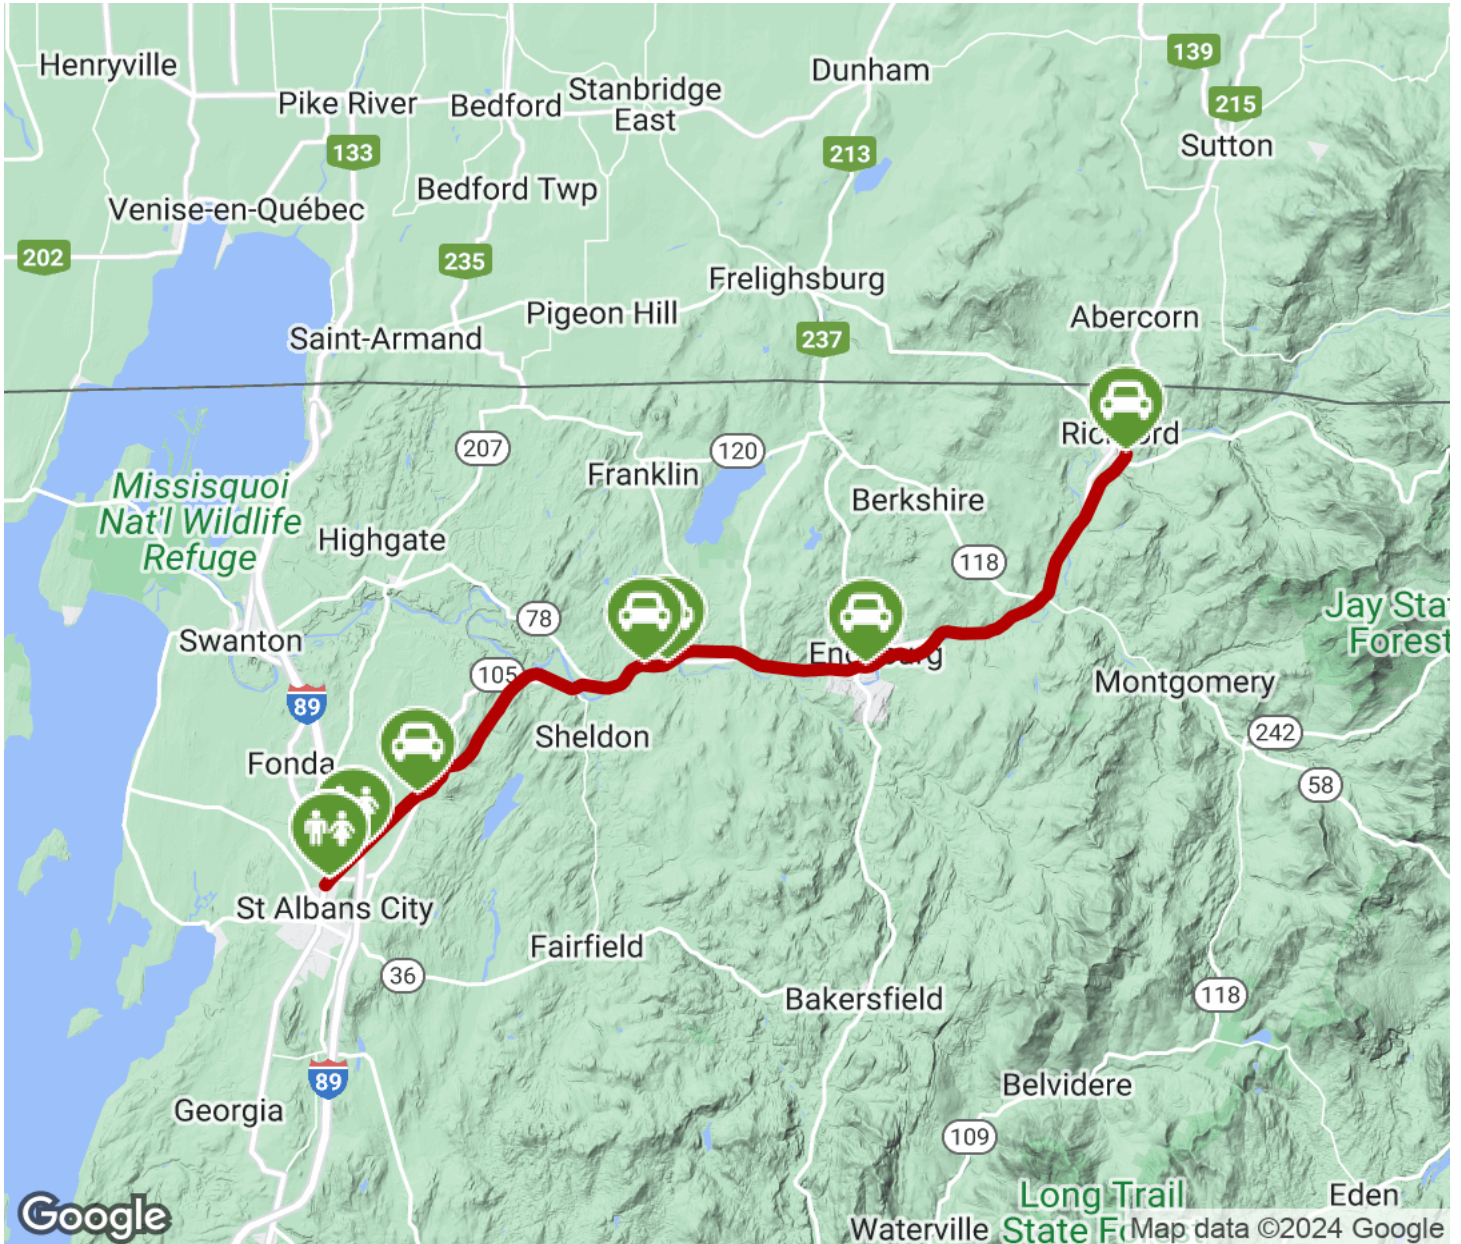 139
Henryville
Dunham
Stanbridge
East
Pike River
Bedford
215
133
213
Sutton
Bedford Twp
Venise-en-Québec
202
235
Frelighsburg
Pigeon Hill
Abercorn
Saint-Armand
237
207
120
Franklin
Missisquoi
Nat'l Wildlife
Refuge
Berkshire
Highgate
118
78
Swanton
105
Montgomery
89
Sheldon
242
Fonda
58
St Albans City
Fairfield
36
Bakersfield
118
89
Belvidere
Georgia
109
Long Trail
Eden
Waterville
State
Google
Map data ©2024 Google